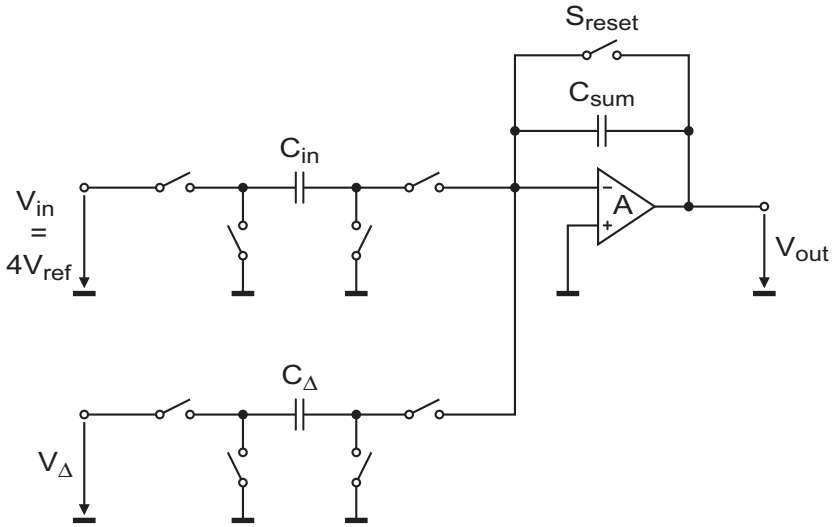 S_reset
C_sum
C_in
V_in
=
4V_ref
−
A
+
V_out
C_Δ
V_Δ